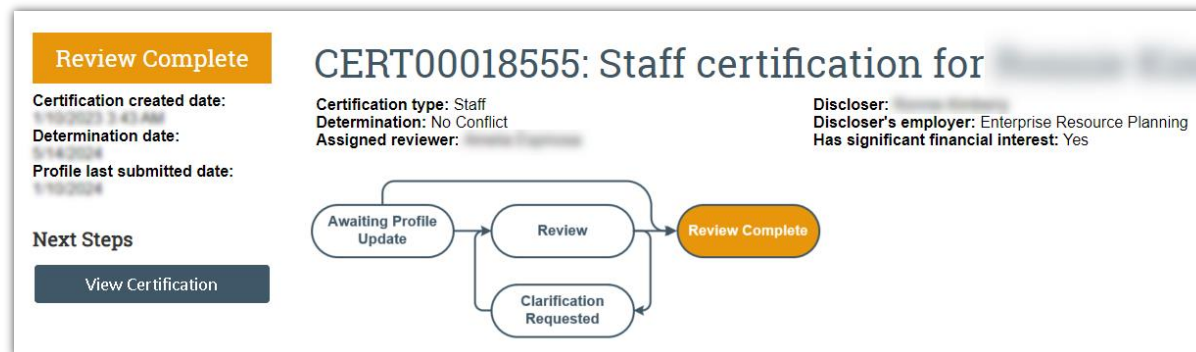 Review Complete
CERT00018555: Staff certification for
Certification created date:
Determination date:
Profile last submitted date:
Certification type: Staff
Determination: No Conflict
Assigned reviewer:
Discloser:
Discloser's employer: Enterprise Resource Planning
Has significant financial interest: Yes
Next Steps
View Certification
Awaiting Profile
Update
Review
Review Complete
Clarification
Requested